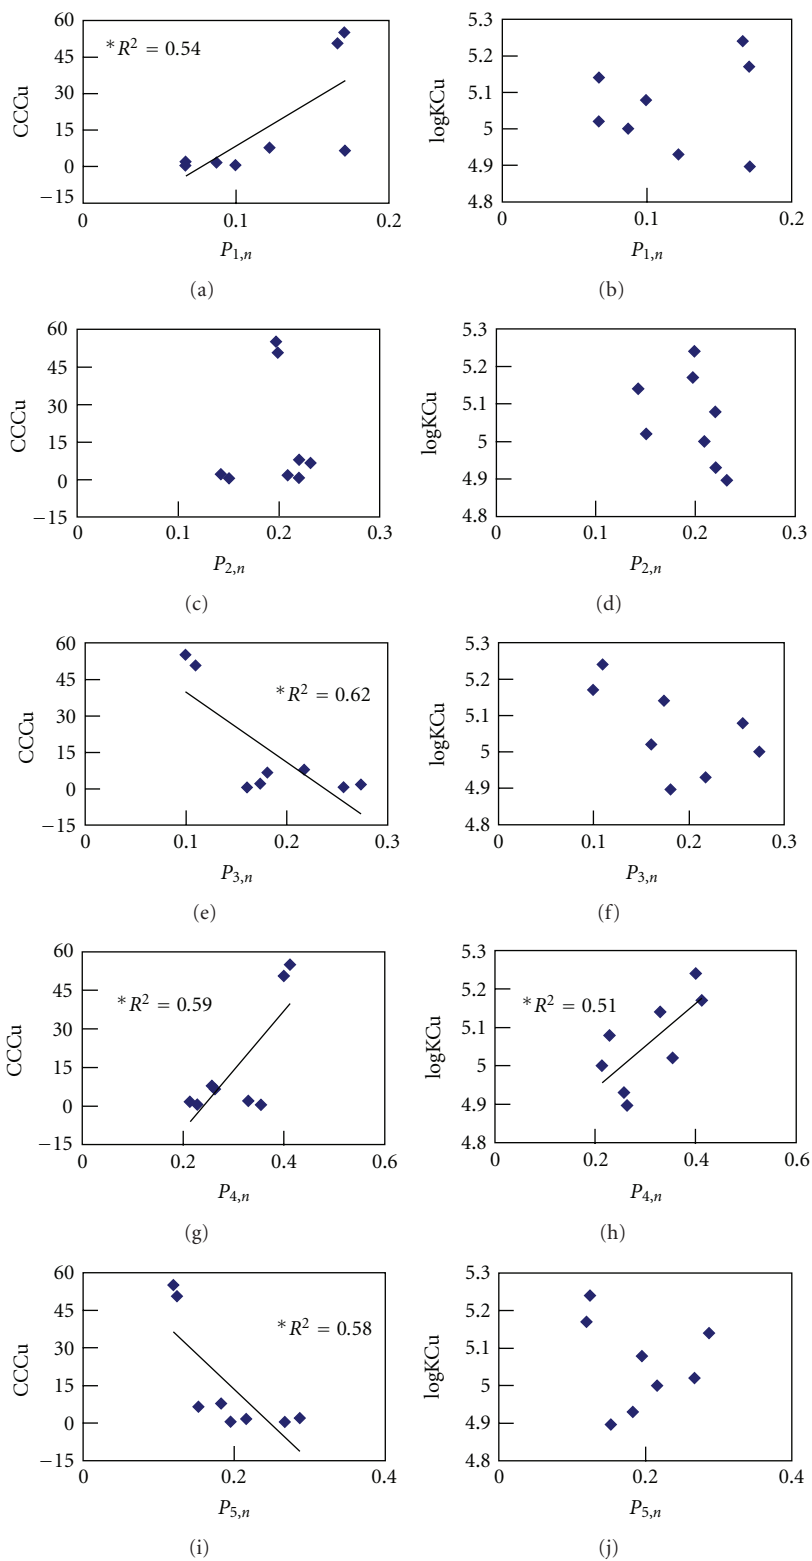 60
45
30
15
0
−15
CCCu
*R² = 0.54
0
0.1
0.2
P1,n
(a)
5.3
5.2
5.1
5
4.9
4.8
logKCu
0
0.1
0.2
P1,n
(b)
60
45
30
15
0
−15
CCCu
0
0.1
0.2
0.3
P2,n
(c)
5.3
5.2
5.1
5
4.9
4.8
logKCu
0
0.1
0.2
0.3
P2,n
(d)
60
45
30
15
0
−15
CCCu
*R² = 0.62
0
0.1
0.2
0.3
P3,n
(e)
5.3
5.2
5.1
5
4.9
4.8
logKCu
0
0.1
0.2
0.3
P3,n
(f)
60
45
30
15
0
−15
CCCu
*R² = 0.59
0
0.2
0.4
0.6
P4,n
(g)
5.3
5.2
5.1
5
4.9
4.8
logKCu
*R² = 0.51
0
0.2
0.4
0.6
P4,n
(h)
60
45
30
15
0
−15
CCCu
*R² = 0.58
0
0.2
0.4
P5,n
(i)
5.3
5.2
5.1
5
4.9
4.8
logKCu
0
0.2
0.4
P5,n
(j)